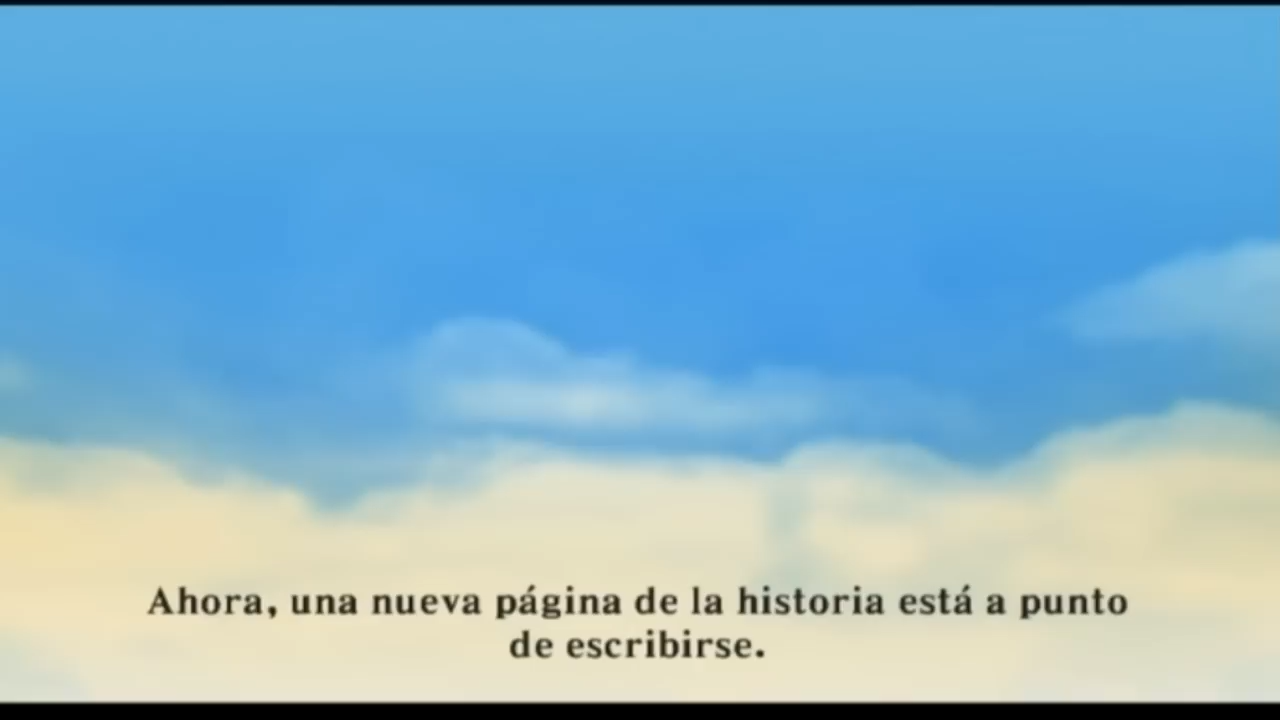 Ahora, una nueva página de la historia está a punto
de escribirse.